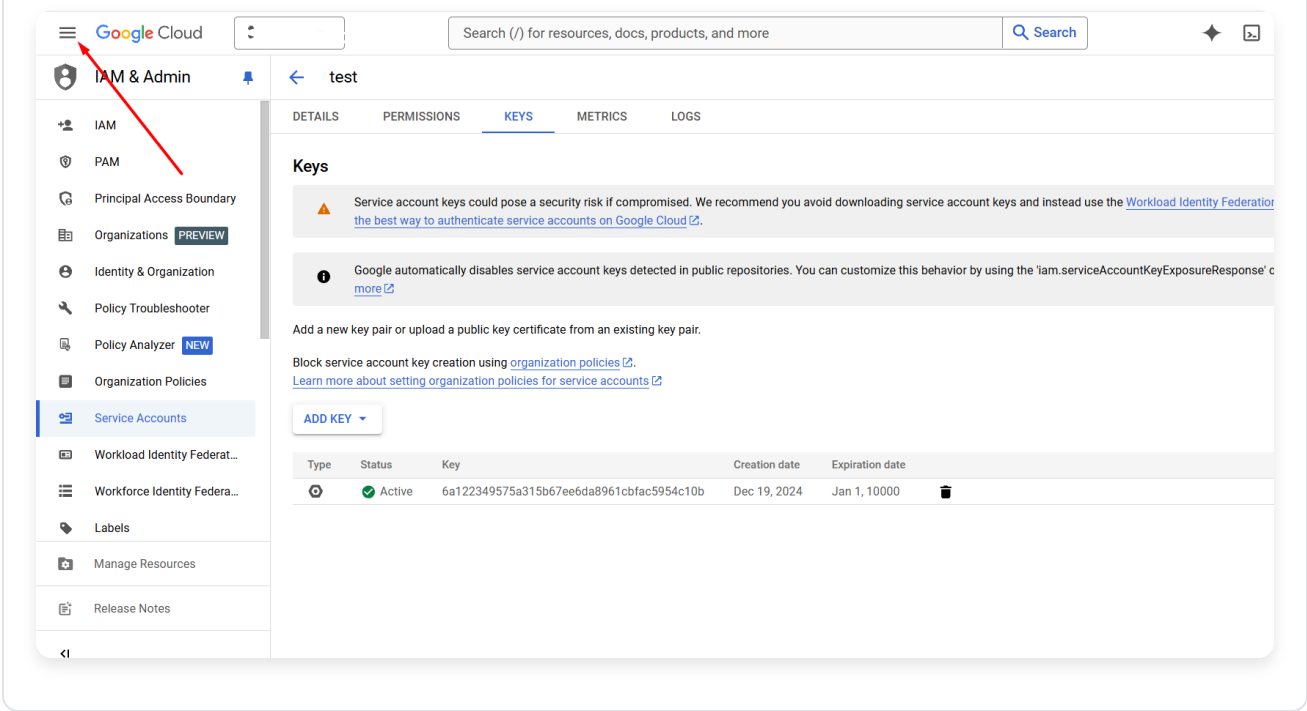 Google Cloud
Search (/) for resources, docs, products, and more
Search
IAM & Admin
test
IAM
PAM
Principal Access Boundary
Organizations PREVIEW
Identity & Organization
Policy Troubleshooter
Policy Analyzer NEW
Organization Policies
Service Accounts
Workload Identity Federat...
Workforce Identity Federa...
Labels
Manage Resources
Release Notes
DETAILS PERMISSIONS KEYS METRICS LOGS
Keys
Service account keys could pose a security risk if compromised. We recommend you avoid downloading service account keys and instead use the Workload Identity Federation
the best way to authenticate service accounts on Google Cloud.
Google automatically disables service account keys detected in public repositories. You can customize this behavior by using the 'iam.serviceAccountKeyExposureResponse'
more
Add a new key pair or upload a public key certificate from an existing key pair.
Block service account key creation using organization policies.
Learn more about setting organization policies for service accounts
ADD KEY
Type Status Key Creation date Expiration date
Active 6a122349575a315b67ee6da8961cbfac5954c10b Dec 19, 2024 Jan 1, 10000